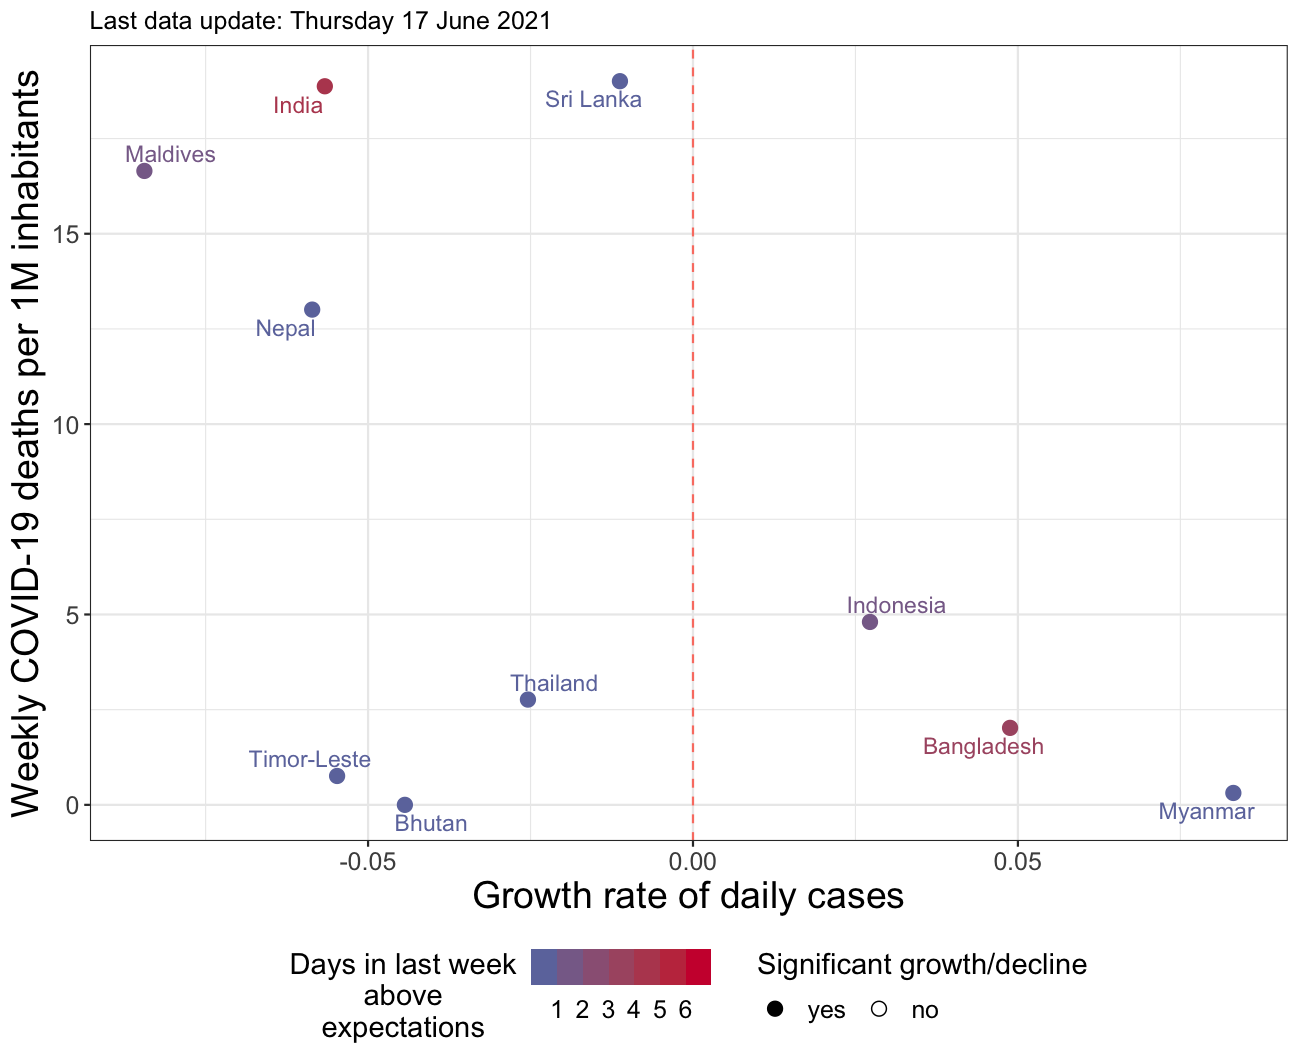 Last data update: Thursday 17 June 2021
Weekly COVID-19 deaths per 1M inhabitants
India
Sri Lanka
Maldives
15
Nepal
10
Indonesia
5
Thailand
Bangladesh
Timor-Leste
0
Myanmar
Bhutan
-0.05 0.00 0.05
Growth rate of daily cases
Days in last week
above
expectations
1 2 3 4 5 6
Significant growth/decline
yes no